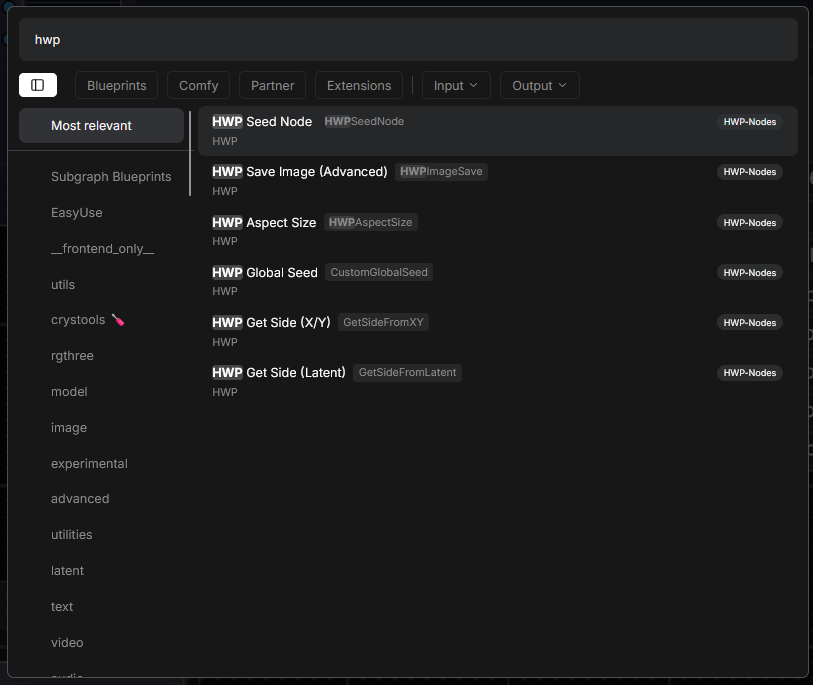 hwp
Blueprints Comfy Partner Extensions Input Output
Most relevant
Subgraph Blueprints
EasyUse
__frontend_only__
utils
crystools
rgthree
model
image
experimental
advanced
utilities
latent
text
video
audio
HWP Seed Node HWPSeedNode HWP-Nodes
HWP
HWP Save Image (Advanced) HWPImageSave HWP-Nodes
HWP
HWP Aspect Size HWPAspectSize HWP-Nodes
HWP
HWP Global Seed CustomGlobalSeed HWP-Nodes
HWP
HWP Get Side (X/Y) GetSideFromXY HWP-Nodes
HWP
HWP Get Side (Latent) GetSideFromLatent HWP-Nodes
HWP